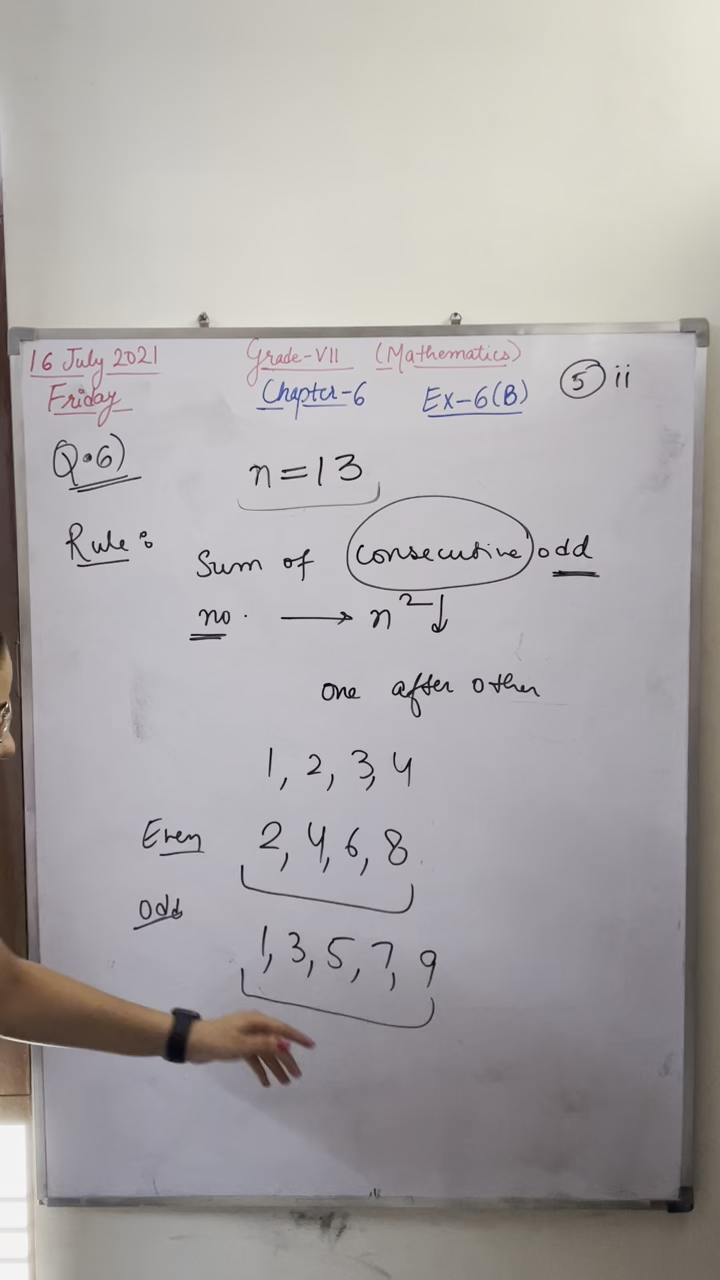 16 July 2021 Grade-VII (Mathematics)
Friday Chapter-6 Ex-6(B) 5 ii
Q.6) n=13
Rule: Sum of consecutive odd
no. → n² ↓
one after other
1, 2, 3, 4
Even 2, 4, 6, 8
Odd
1, 3, 5, 7, 9